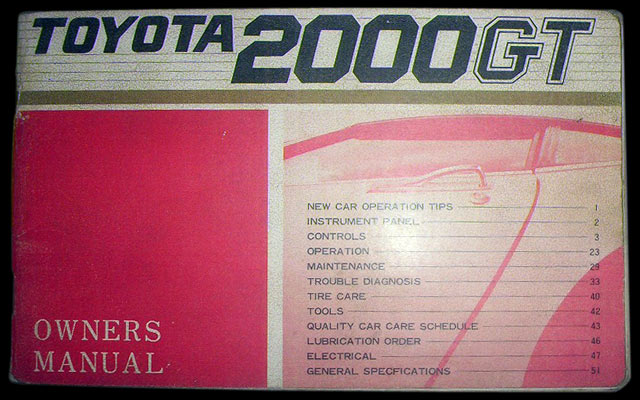 TOYOTA 2000GT
OWNERS
MANUAL
NEW CAR OPERATION TIPS 1
INSTRUMENT PANEL 2
CONTROLS 3
OPERATION 23
MAINTENANCE 29
TROUBLE DIAGNOSIS 33
TIRE CARE 40
TOOLS 42
QUALITY CAR CARE SCHEDULE 43
LUBRICATION ORDER 46
ELECTRICAL 47
GENERAL SPECFICATIONS 51